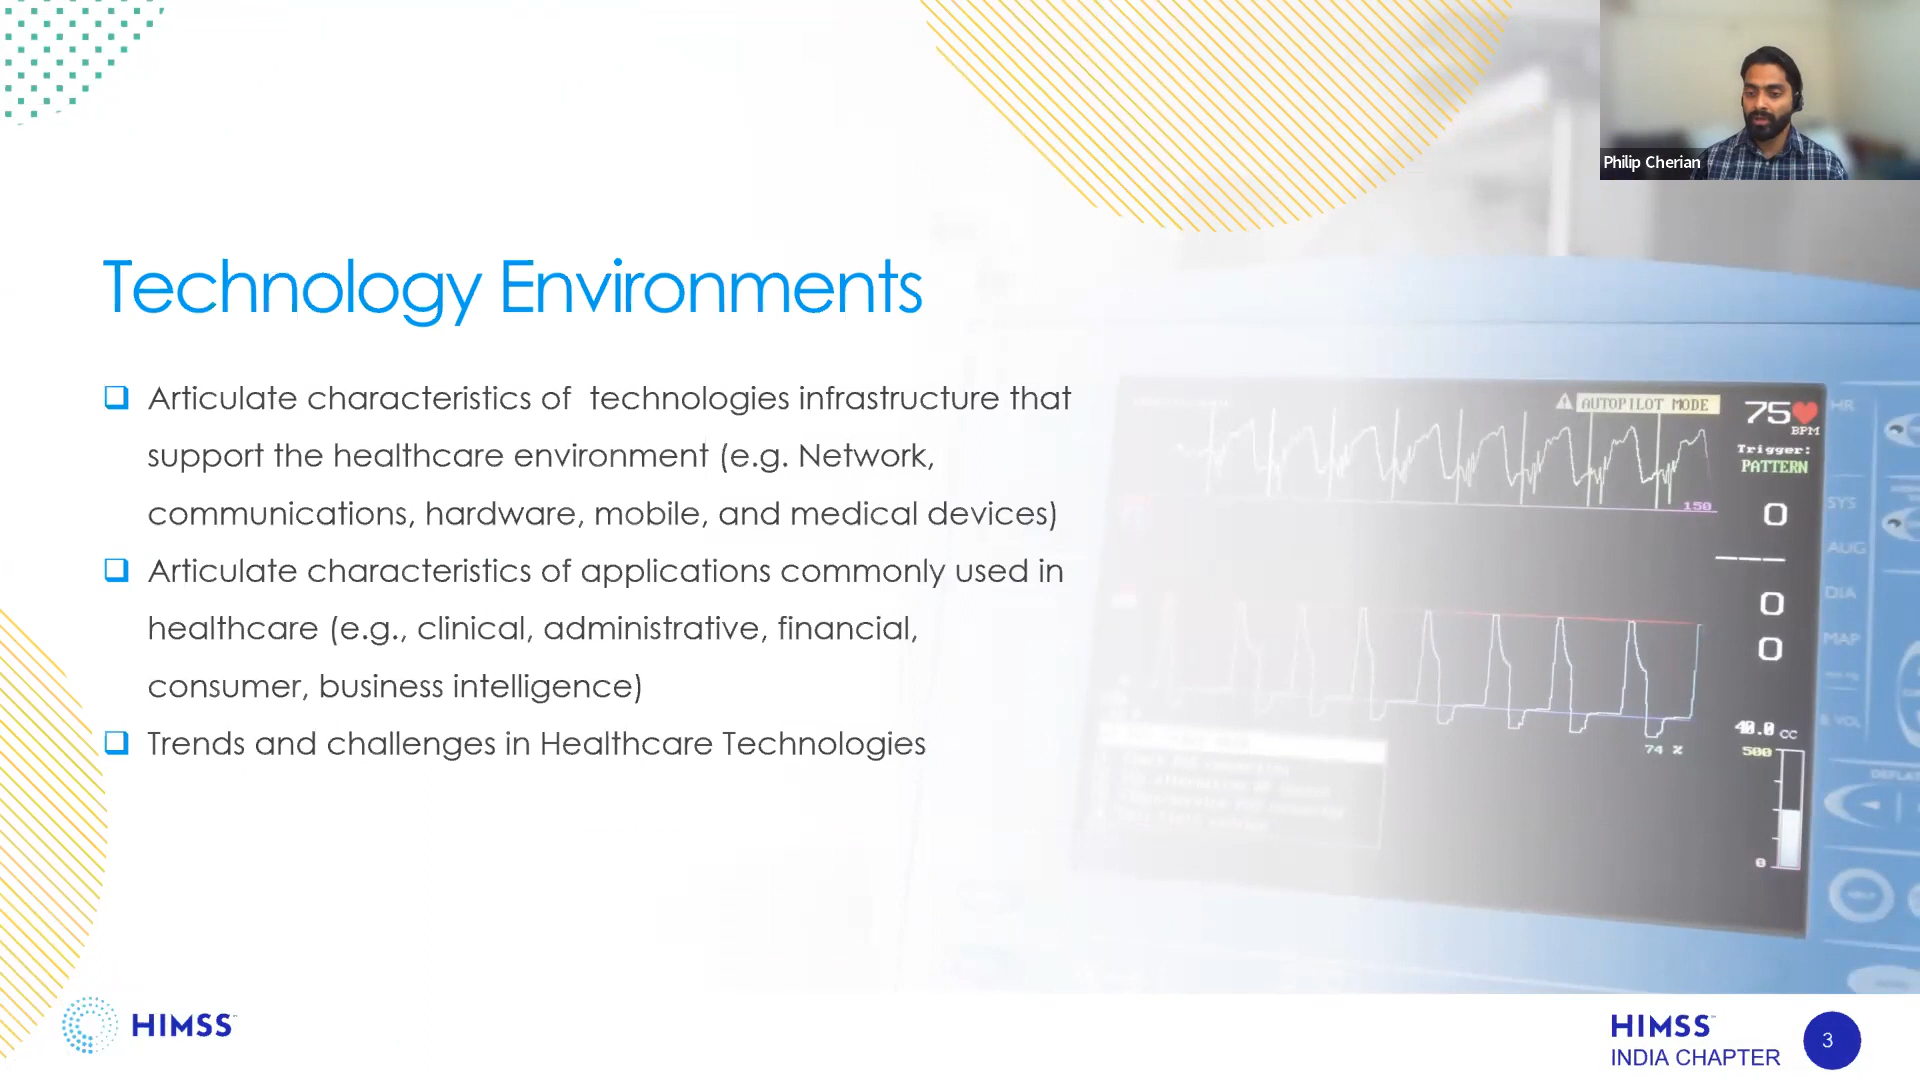 Philip Cherian
Technology Environments
Articulate characteristics of technologies infrastructure that
support the healthcare environment (e.g. Network,
communications, hardware, mobile, and medical devices)
Articulate characteristics of applications commonly used in
healthcare (e.g., clinical, administrative, financial,
consumer, business intelligence)
Trends and challenges in Healthcare Technologies
AUTOPILOT MODE
75
BPM
HR
Trigger:
PATTERN
150
0
SYS
AUG
0
DIA
0
MAP
40.0 cc
74 %
500
0
HIMSS
HIMSS
INDIA CHAPTER
3